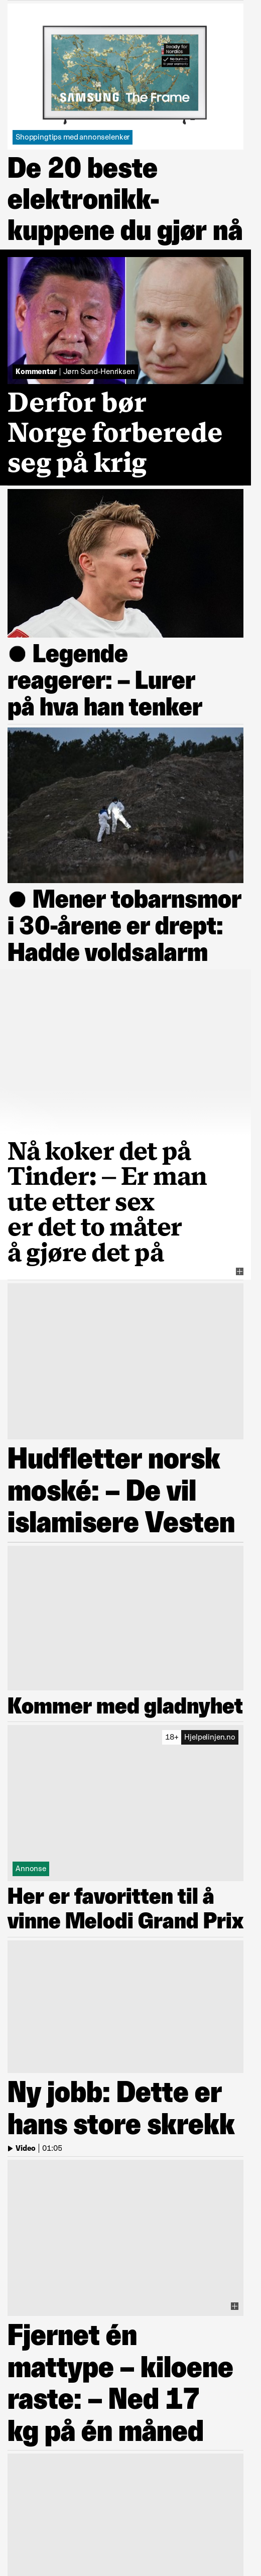 ready for
Nordics
SAMSUNG The Frame
Shoppingtips med annonselenker
De 20 beste
elektronikk-
kuppene du gjør nå
Kommentar | Jørn Sund-Henriksen
Derfor bør
Norge forberede
seg på krig
Legende
reagerer: – Lurer
på hva han tenker
Mener tobarnsmor
i 30-årene er drept:
Hadde voldsalarm
Nå koker det på
Tinder: – Er man
ute etter sex
er det to måter
å gjøre det på
Hudfletter norsk
moské: – De vil
islamisere Vesten
Kommer med gladnyhet
18+ Hjelpelinjen.no
Annonse
Her er favoritten til å
vinne Melodi Grand Prix
Ny jobb: Dette er
hans store skrekk
Video | 01:05
Fjernet én
mattype – kiloene
raste: – Ned 17
kg på én måned